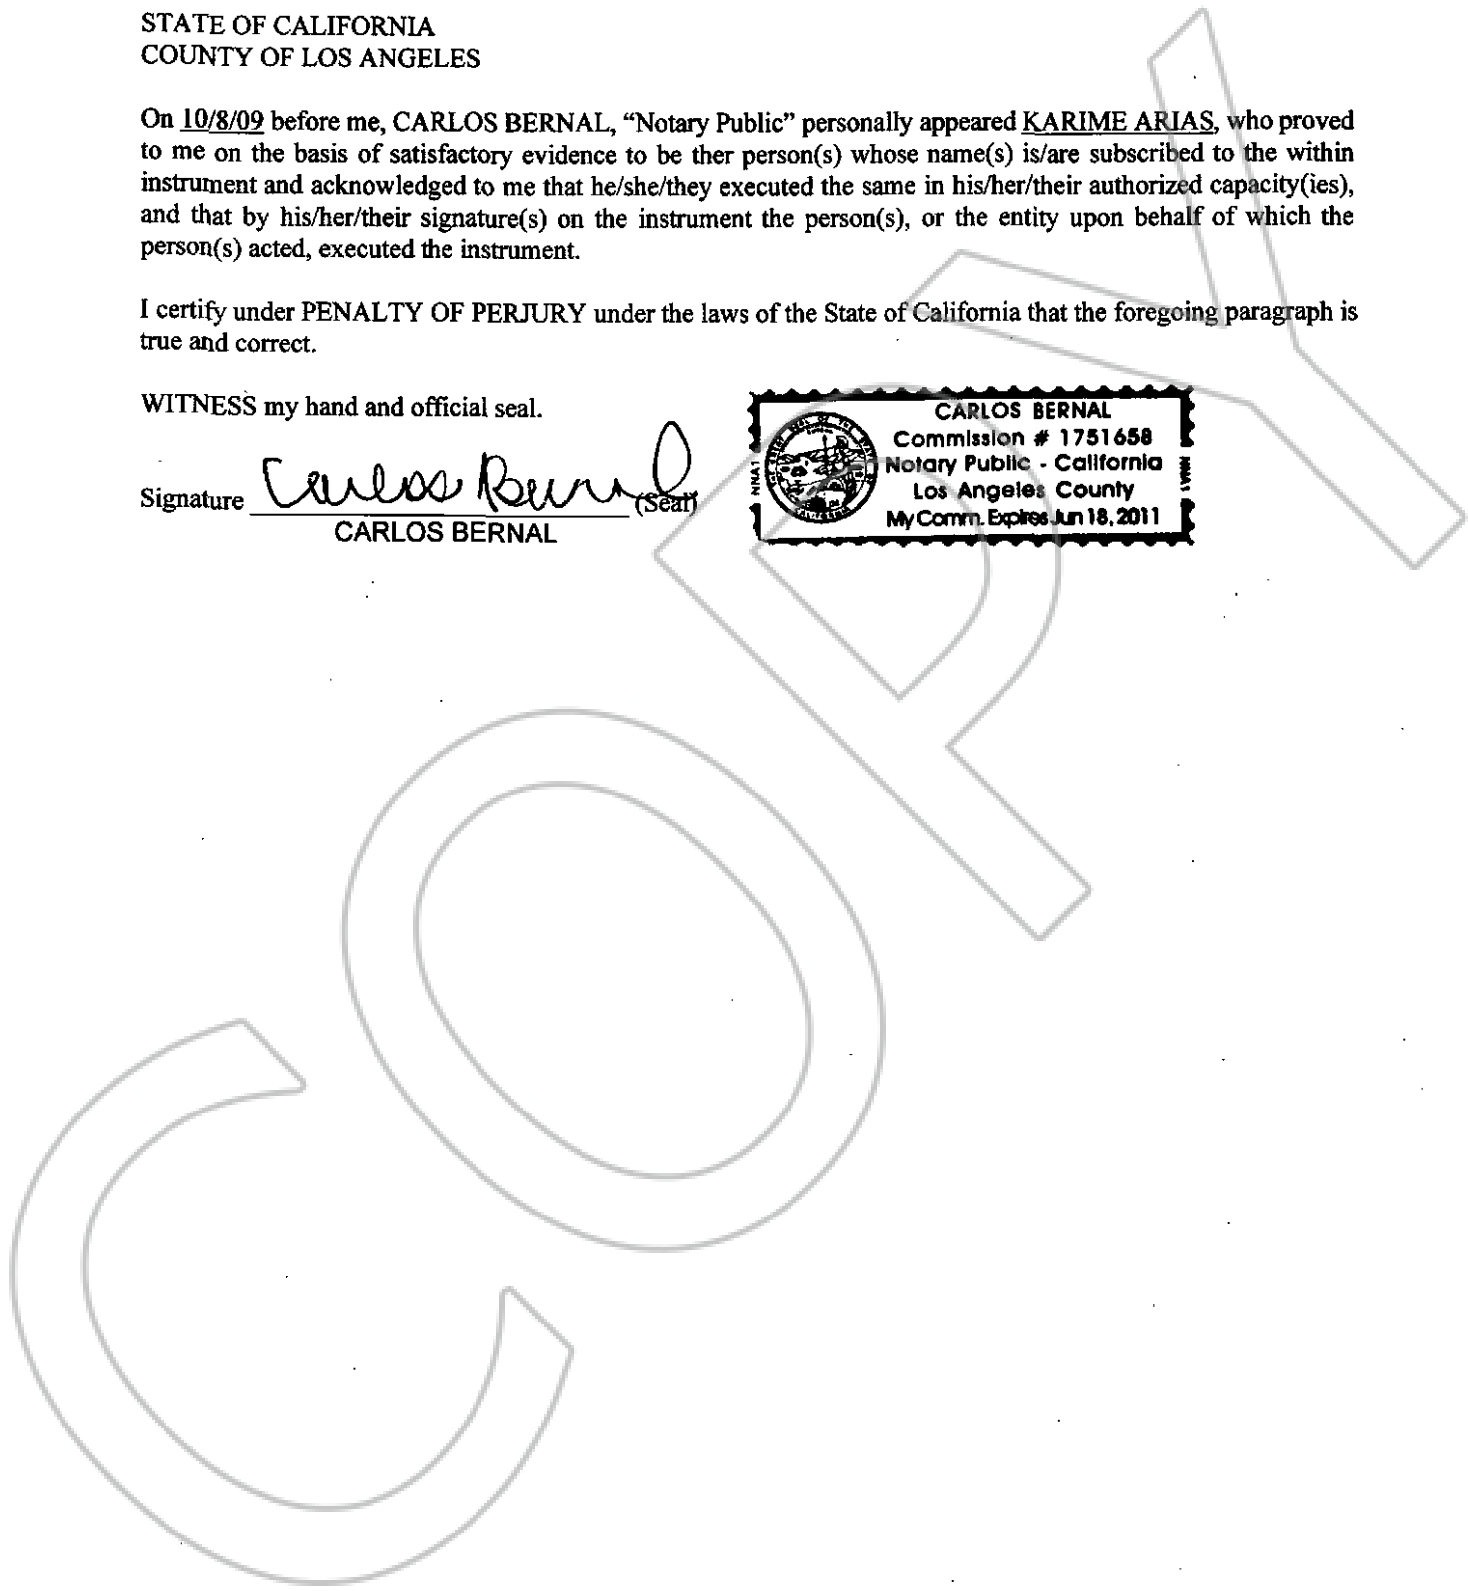 STATE OF CALIFORNIA
COUNTY OF LOS ANGELES
On 10/8/09 before me, CARLOS BERNAL, “Notary Public” personally appeared KARIME ARIAS, who proved
to me on the basis of satisfactory evidence to be ther person(s) whose name(s) is/are subscribed to the within
instrument and acknowledged to me that he/she/they executed the same in his/her/their authorized capacity(ies),
and that by his/her/their signature(s) on the instrument the person(s), or the entity upon behalf of which the
person(s) acted, executed the instrument.
I certify under PENALTY OF PERJURY under the laws of the State of California that the foregoing paragraph is
true and correct.
WITNESS my hand and official seal.
Signature Carlos Bernal (Seal)
CARLOS BERNAL
CARLOS BERNAL
Commission # 1751658
Notary Public - California
Los Angeles County
My Comm. Expires Jun 18, 2011
NNA1
NNA1
COPY